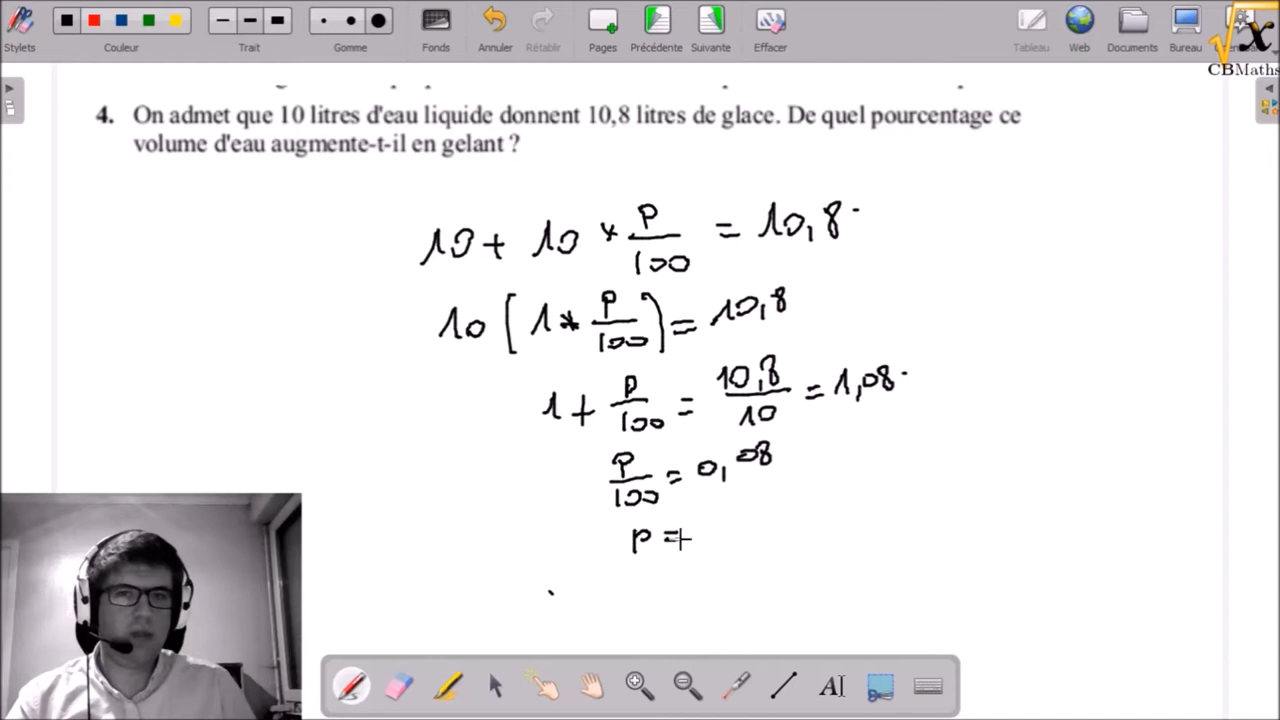 Stylets Couleur Trait Gomme Fonds Annuler Rétablir Pages Précédente Suivante Effacer Tableau Web Documents Bureau
√x
CBMaths
4. On admet que 10 litres d'eau liquide donnent 10,8 litres de glace. De quel pourcentage ce
volume d'eau augmente-t-il en gelant ?
10 + 10 * P/100 = 10,8
10 [ 1 * P/100 ) = 10,8
1 + P/100 = 10,8/10 = 1,08
P/100 = 0,08
P =
AI